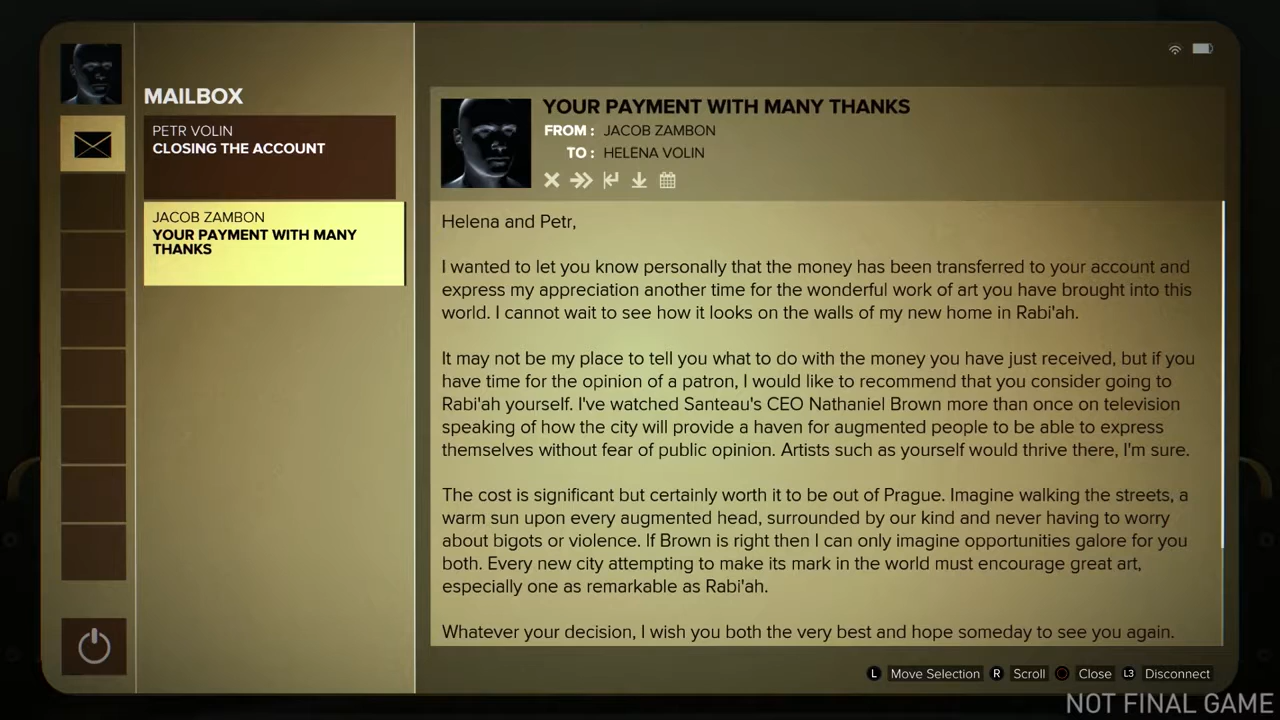 MAILBOX
PETR VOLIN
CLOSING THE ACCOUNT
JACOB ZAMBON
YOUR PAYMENT WITH MANY
THANKS
YOUR PAYMENT WITH MANY THANKS
FROM : JACOB ZAMBON
TO : HELENA VOLIN
Helena and Petr,
I wanted to let you know personally that the money has been transferred to your account and
express my appreciation another time for the wonderful work of art you have brought into this
world. I cannot wait to see how it looks on the walls of my new home in Rabi'ah.
It may not be my place to tell you what to do with the money you have just received, but if you
have time for the opinion of a patron, I would like to recommend that you consider going to
Rabi'ah yourself. I've watched Santeau's CEO Nathaniel Brown more than once on television
speaking of how the city will provide a haven for augmented people to be able to express
themselves without fear of public opinion. Artists such as yourself would thrive there, I'm sure.
The cost is significant but certainly worth it to be out of Prague. Imagine walking the streets, a
warm sun upon every augmented head, surrounded by our kind and never having to worry
about bigots or violence. If Brown is right then I can only imagine opportunities galore for you
both. Every new city attempting to make its mark in the world must encourage great art,
especially one as remarkable as Rabi'ah.
Whatever your decision, I wish you both the very best and hope someday to see you again.
L Move Selection R Scroll Close L3 Disconnect
NOT FINAL GAME